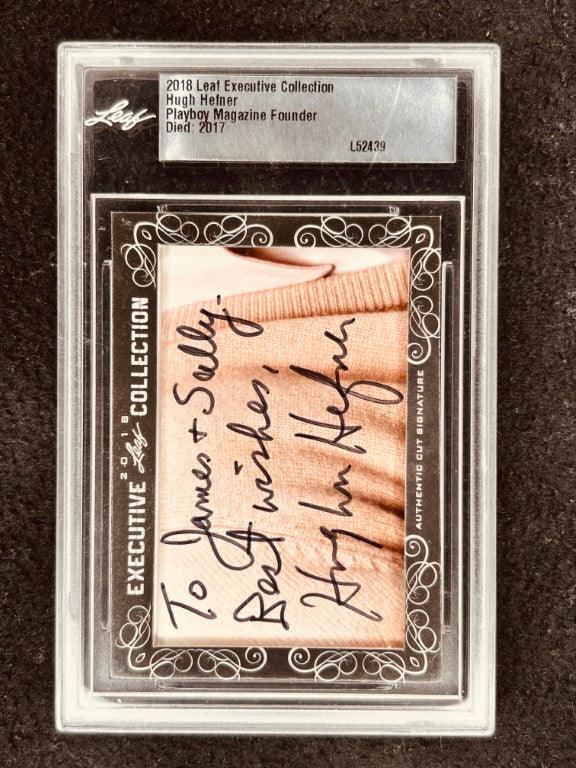 2018 Leaf Executive Collection
Hugh Hefner
Playboy Magazine Founder
Died: 2017
L52439
Leaf
EXECUTIVE COLLECTION
2018 Leaf
To James + Sally-
Best wishes,
Hugh M Hefner
AUTHENTIC CUT SIGNATURE